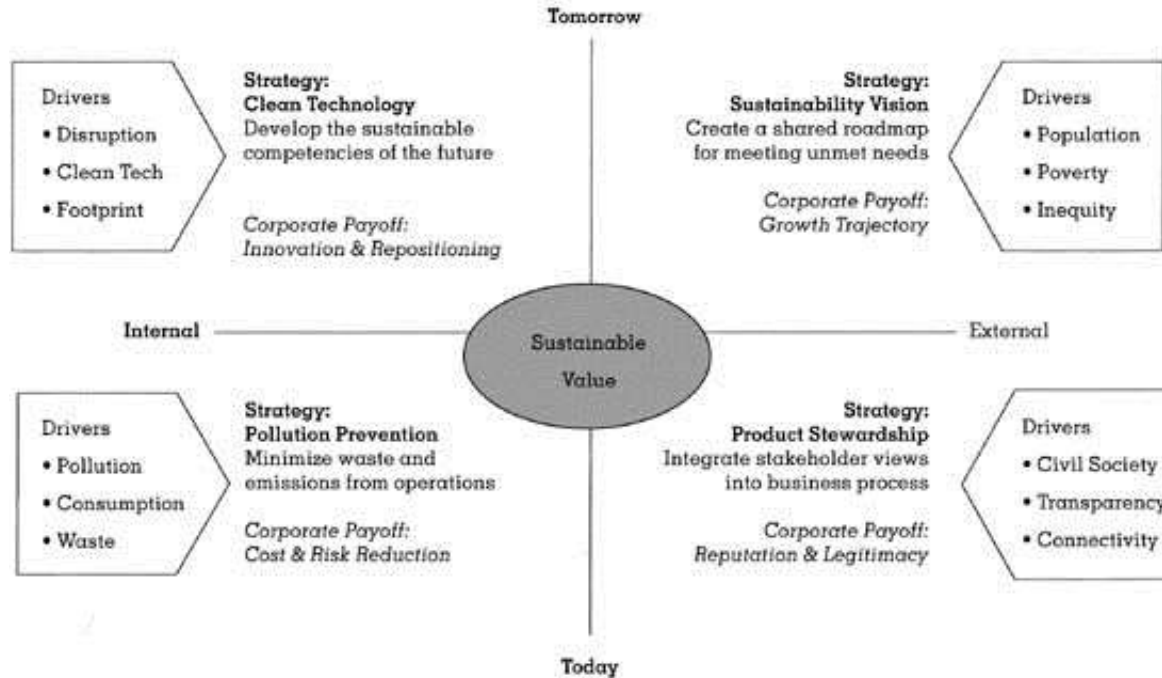 Tomorrow
Drivers
• Disruption
• Clean Tech
• Footprint
Strategy:
Clean Technology
Develop the sustainable
competencies of the future
Corporate Payoff:
Innovation & Repositioning
Strategy:
Sustainability Vision
Create a shared roadmap
for meeting unmet needs
Corporate Payoff:
Growth Trajectory
Drivers
• Population
• Poverty
• Inequity
Internal
Sustainable
Value
External
Drivers
• Pollution
• Consumption
• Waste
Strategy:
Pollution Prevention
Minimize waste and
emissions from operations
Corporate Payoff:
Cost & Risk Reduction
Strategy:
Product Stewardship
Integrate stakeholder views
into business process
Corporate Payoff:
Reputation & Legitimacy
Drivers
• Civil Society
• Transparency
• Connectivity
Today